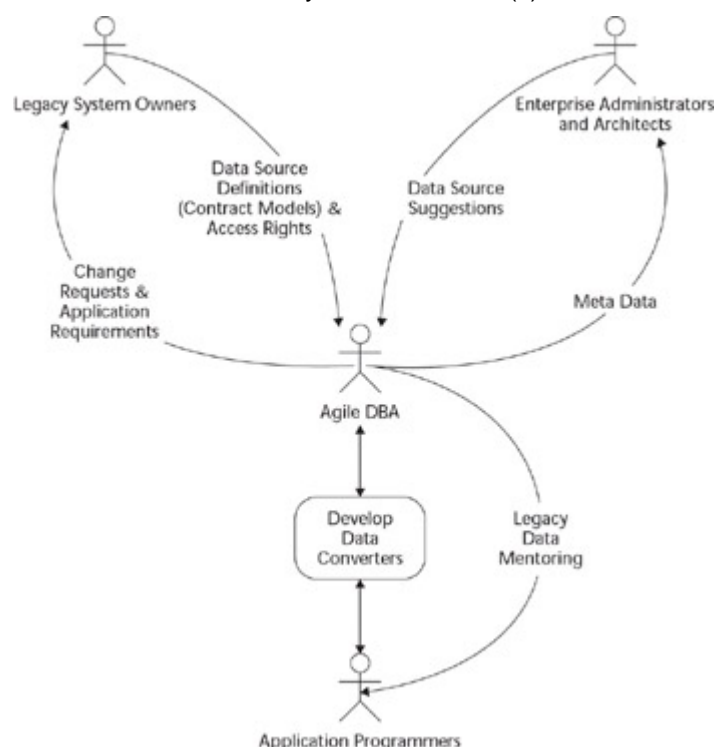 Legacy System Owners
Enterprise Administrators
and Architects
Data Source
Definitions
(Contract Models) &
Access Rights
Data Source
Suggestions
Change
Requests &
Application
Requirements
Meta Data
Agile DBA
Develop
Data
Converters
Legacy
Data
Mentoring
Application Programmers